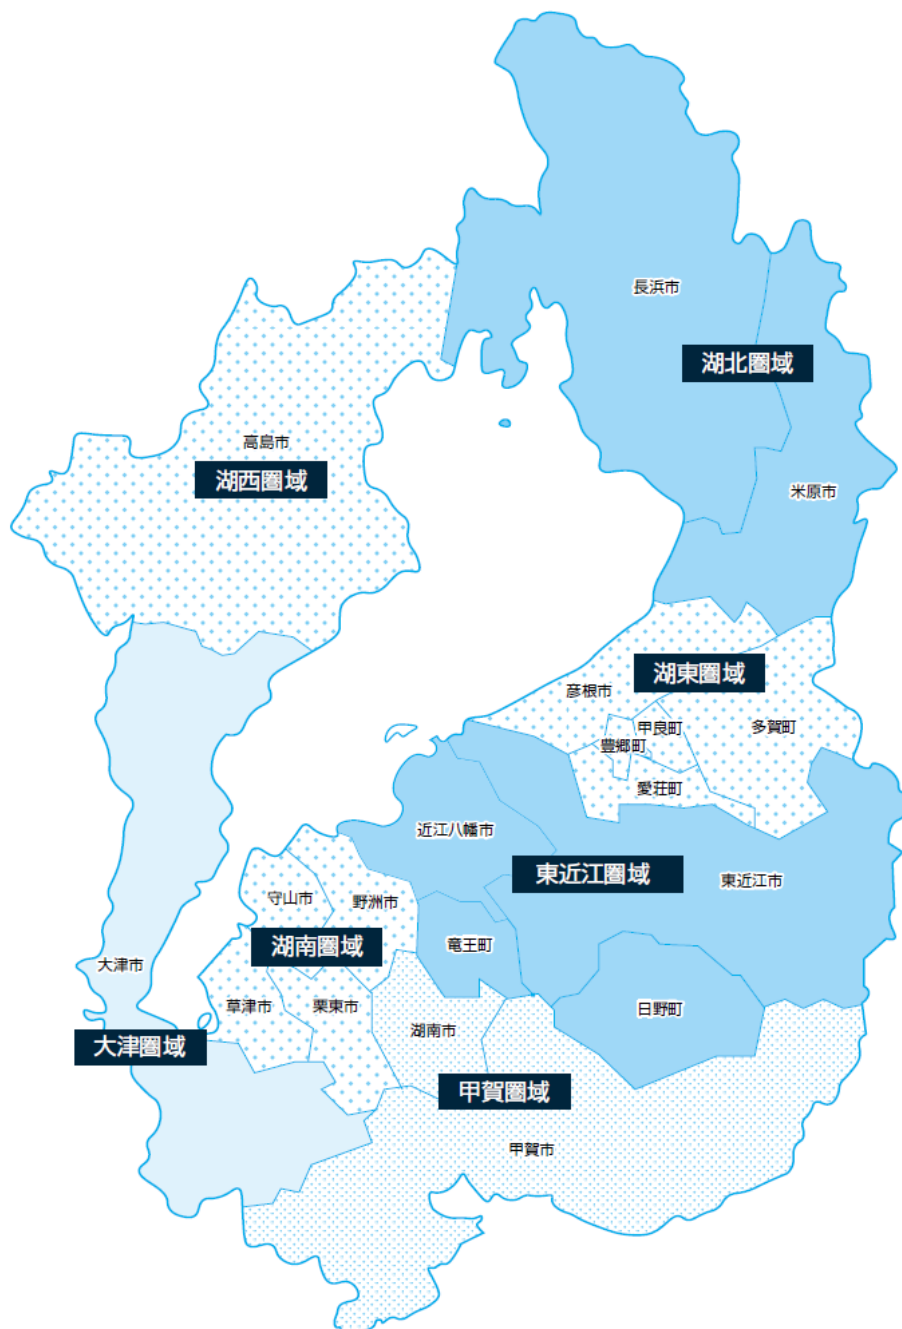 長浜市
湖北圏域
高島市
湖西圏域
米原市
湖東圏域
彦根市
甲良町
多賀町
豊郷町
愛荘町
近江八幡市
東近江圏域
東近江市
守山市
野洲市
湖南圏域
竜王町
大津市
草津市
栗東市
日野町
湖南市
大津圏域
甲賀圏域
甲賀市